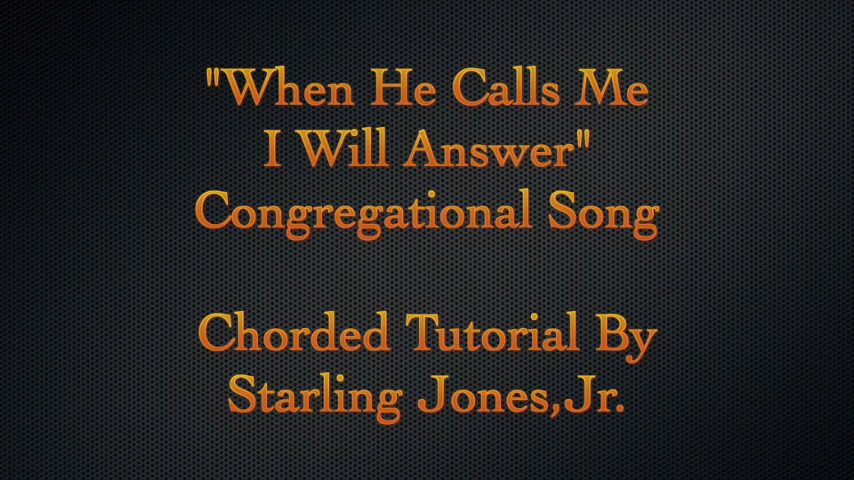 "When He Calls Me
I Will Answer"
Congregational Song
Chorded Tutorial By
Starling Jones,Jr.